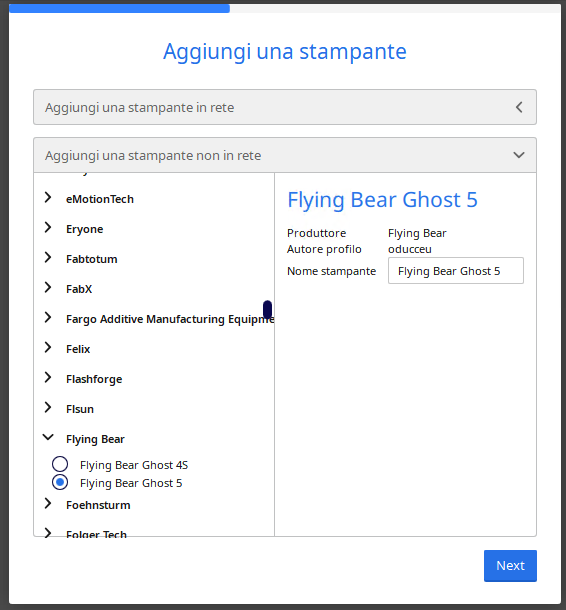 Aggiungi una stampante
Aggiungi una stampante in rete
Aggiungi una stampante non in rete
eMotionTech
Eryone
Fabtotum
FabX
Fargo Additive Manufacturing Equipme
Felix
Flashforge
Flsun
Flying Bear
Flying Bear Ghost 4S
Flying Bear Ghost 5
Foehnsturm
Folger Tech
Flying Bear Ghost 5
Produttore Flying Bear
Autore profilo oducceu
Nome stampante Flying Bear Ghost 5
Next